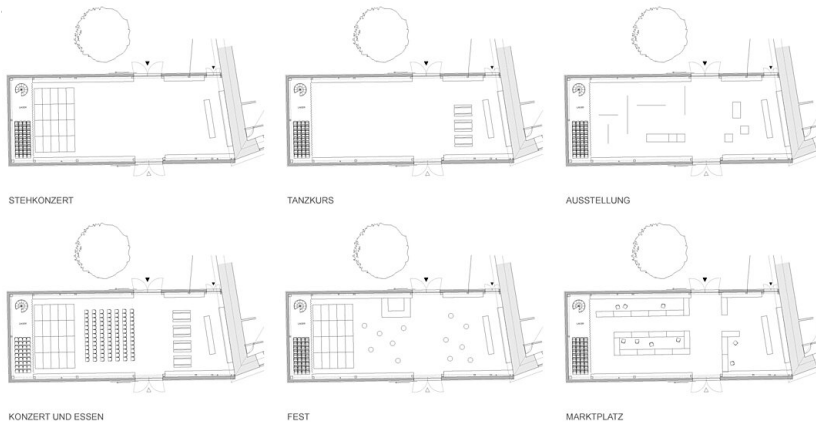 STEHKONZERT
TANZKURS
AUSSTELLUNG
KONZERT UND ESSEN
FEST
MARKTPLATZ